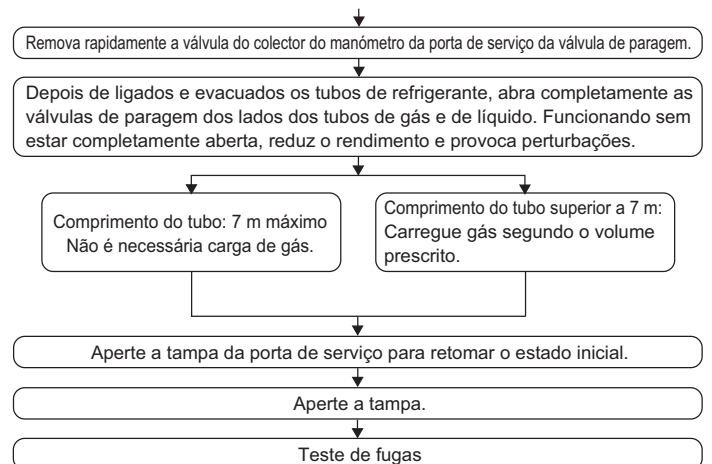 Remova rapidamente a válvula do colector do manómetro da porta de serviço da válvula de paragem.
Depois de ligados e evacuados os tubos de refrigerante, abra completamente as
válvulas de paragem dos lados dos tubos de gás e de líquido. Funcionando sem
estar completamente aberta, reduz o rendimento e provoca perturbações.
Comprimento do tubo: 7 m máximo
Não é necessária carga de gás.
Comprimento do tubo superior a 7 m:
Carregue gás segundo o volume
prescrito.
Aperte a tampa da porta de serviço para retomar o estado inicial.
Aperte a tampa.
Teste de fugas